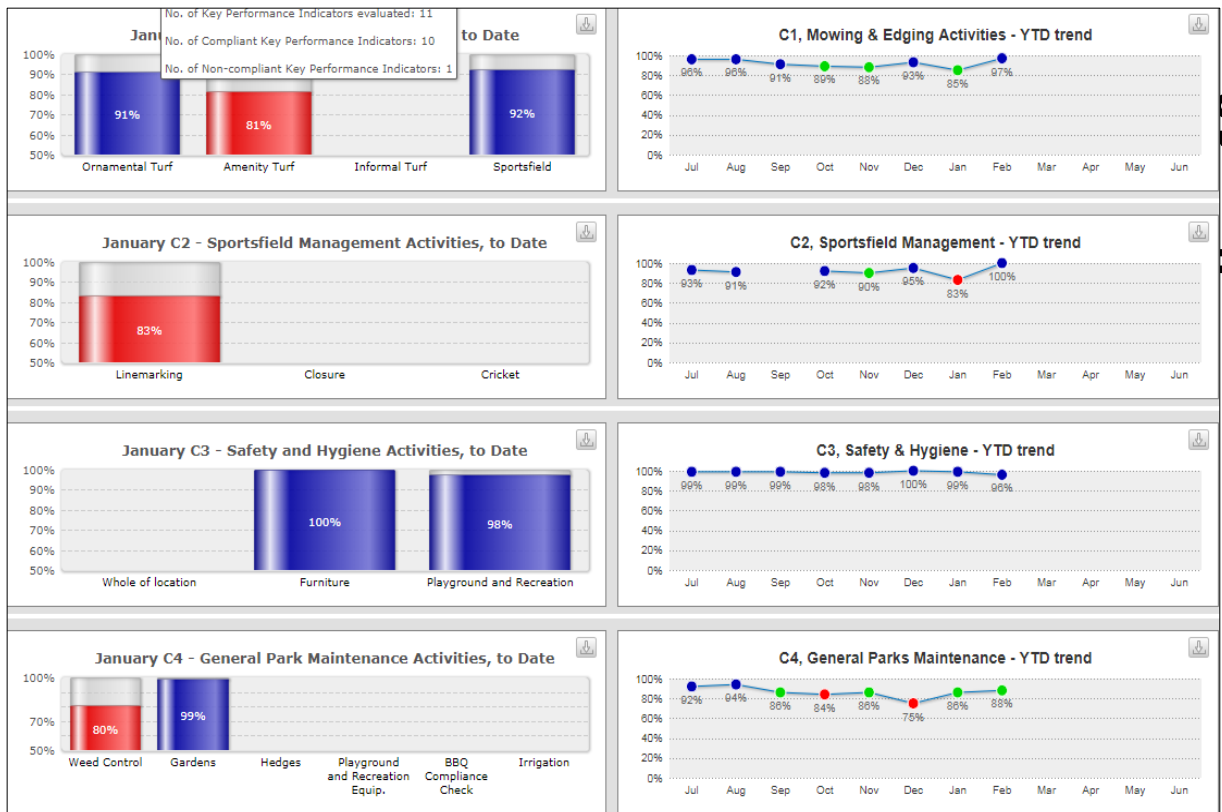 No. of Key Performance Indicators evaluated: 11
No. of Compliant Key Performance Indicators: 10
No. of Non-compliant Key Performance Indicators: 1
to Date
100%
90%
80%
70%
60%
50%
91%
81%
92%
Ornamental Turf
Amenity Turf
Informal Turf
Sportsfield
C1, Mowing & Edging Activities - YTD trend
100%
80%
60%
40%
20%
0%
96%
96%
91%
89%
88%
93%
85%
97%
Jul Aug Sep Oct Nov Dec Jan Feb Mar Apr May Jun
January C2 - Sportsfield Management Activities, to Date
100%
90%
80%
70%
60%
50%
83%
Linemarking
Closure
Cricket
C2, Sportsfield Management - YTD trend
100%
80%
60%
40%
20%
0%
93%
91%
92%
90%
95%
83%
100%
Jul Aug Sep Oct Nov Dec Jan Feb Mar Apr May Jun
January C3 - Safety and Hygiene Activities, to Date
100%
90%
80%
70%
60%
50%
100%
98%
Whole of location
Furniture
Playground and Recreation
C3, Safety & Hygiene - YTD trend
100%
80%
60%
40%
20%
0%
99%
99%
99%
98%
98%
100%
99%
96%
Jul Aug Sep Oct Nov Dec Jan Feb Mar Apr May Jun
January C4 - General Park Maintenance Activities, to Date
100%
70%
50%
80%
99%
Weed Control
Gardens
Hedges
Playground
and Recreation
Equip.
BBQ
Compliance
Check
Irrigation
C4, General Parks Maintenance - YTD trend
100%
80%
60%
40%
20%
0%
92%
94%
86%
84%
86%
75%
86%
88%
Jul Aug Sep Oct Nov Dec Jan Feb Mar Apr May Jun